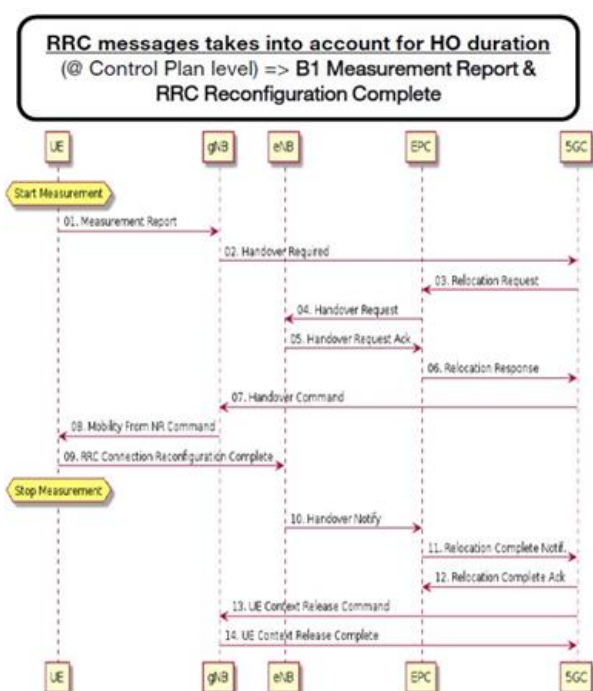 RRC messages takes into account for HO duration
(@ Control Plan level) => B1 Measurement Report &
RRC Reconfiguration Complete
UE gNB eNB EPC 5GC
Start Measurement
01. Measurement Report
02. Handover Required
03. Relocation Request
04. Handover Request
05. Handover Request Ack
06. Relocation Response
07. Handover Command
08. Mobility From NR Command
09. RRC Connection Reconfiguration Complete
Stop Measurement
10. Handover Notify
11. Relocation Complete Notif.
12. Relocation Complete Ack
13. UE Context Release Command
14. UE Context Release Complete
UE gNB eNB EPC 5GC